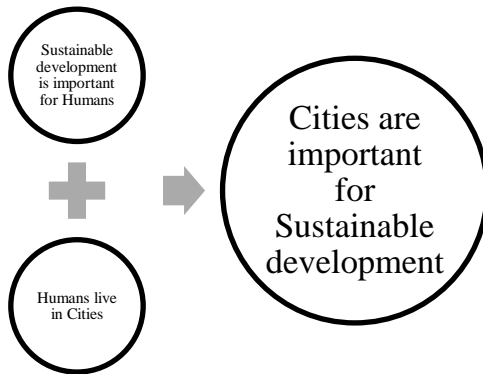 Sustainable
development
is important
for Humans
Humans live
in Cities
Cities are
important
for
Sustainable
development